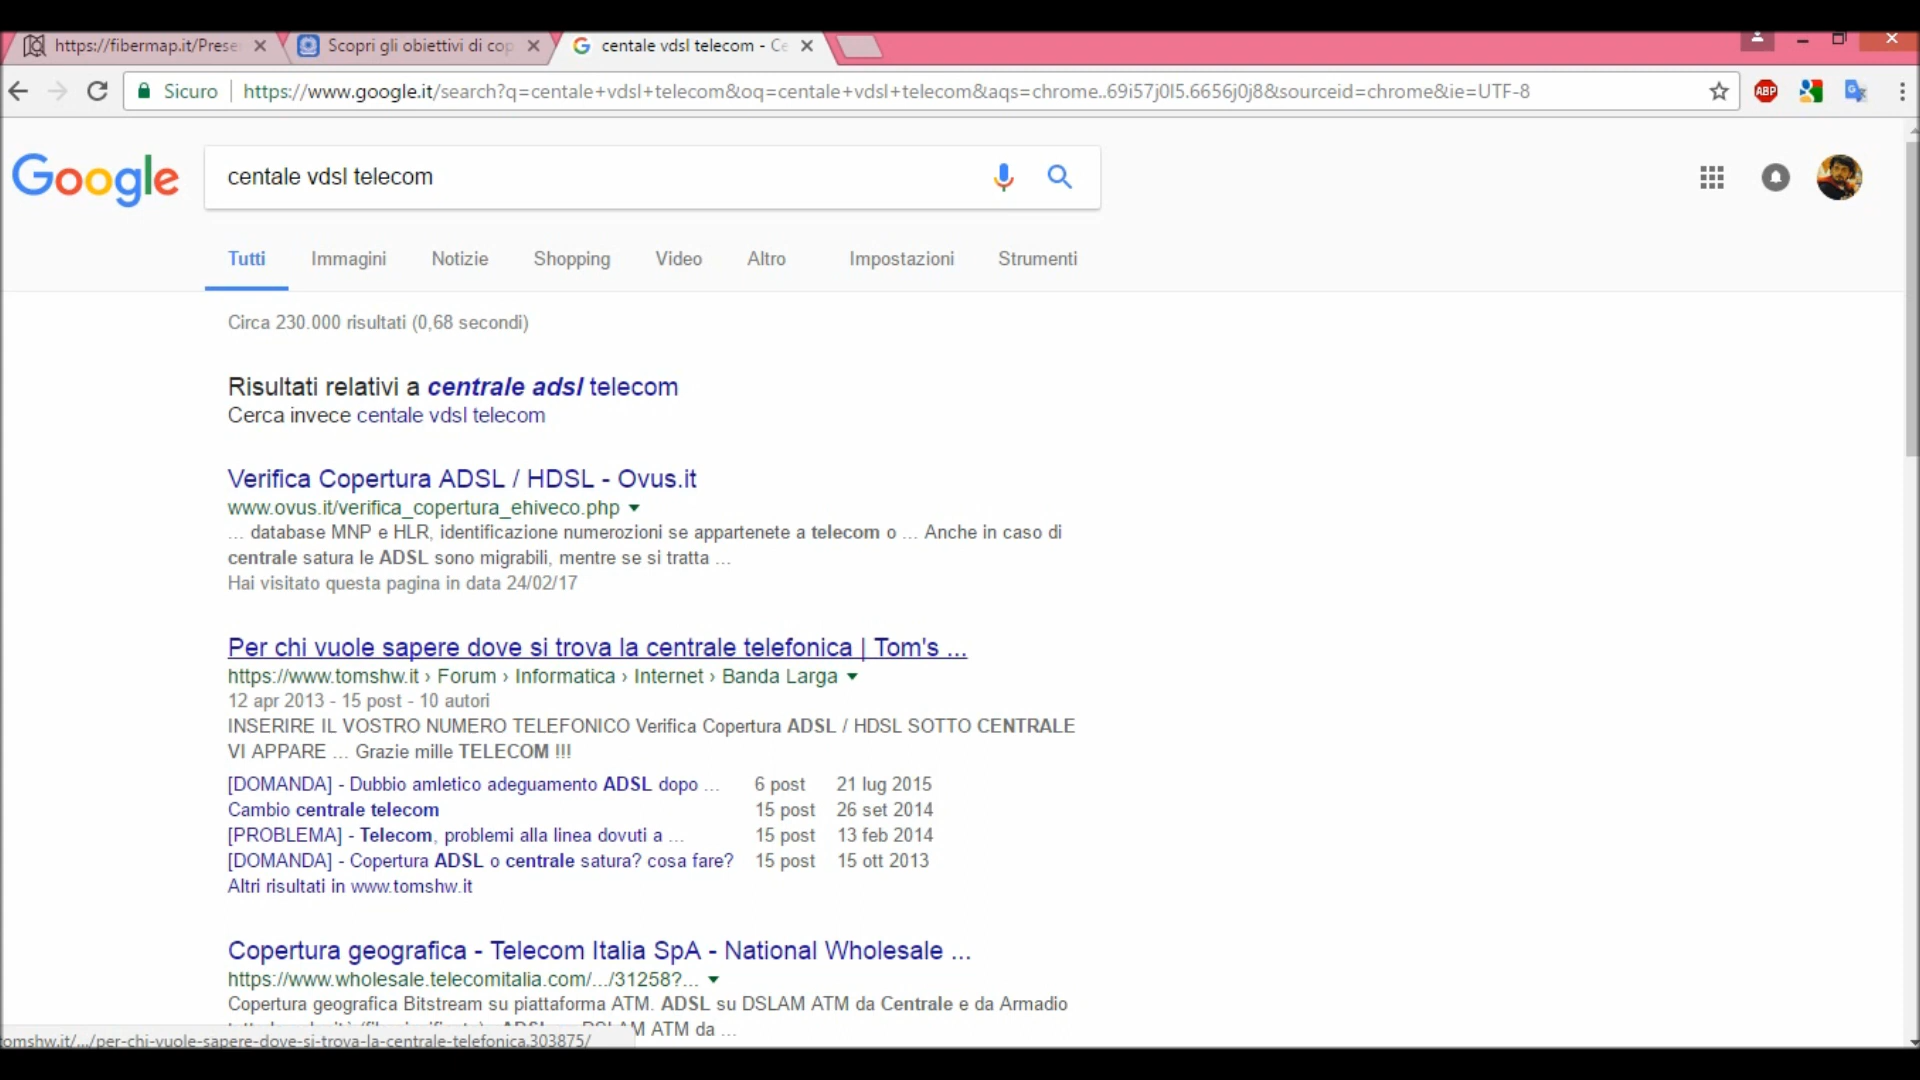 https://fibermap.it/Prese
Scopri gli obiettivi di cop
centale vdsl telecom - Ce
Sicuro
https://www.google.it/search?q=centale+vdsl+telecom&oq=centale+vdsl+telecom&aqs=chrome..69i57j0l5.6656j0j8&sourceid=chrome&ie=UTF-8
ABP
Google
centale vdsl telecom
Tutti Immagini Notizie Shopping Video Altro Impostazioni Strumenti
Circa 230.000 risultati (0,68 secondi)
Risultati relativi a centrale adsl telecom
Cerca invece centale vdsl telecom
Verifica Copertura ADSL / HDSL - Ovus.it
www.ovus.it/verifica_copertura_ehiveco.php
... database MNP e HLR, identificazione numerozioni se appartenete a telecom o ... Anche in caso di
centrale satura le ADSL sono migrabili, mentre se si tratta ...
Hai visitato questa pagina in data 24/02/17
Per chi vuole sapere dove si trova la centrale telefonica | Tom's ...
https://www.tomshw.it › Forum › Informatica › Internet › Banda Larga
12 apr 2013 - 15 post - 10 autori
INSERIRE IL VOSTRO NUMERO TELEFONICO Verifica Copertura ADSL / HDSL SOTTO CENTRALE
VI APPARE ... Grazie mille TELECOM !!!
[DOMANDA] - Dubbio amletico adeguamento ADSL dopo ... 6 post 21 lug 2015
Cambio centrale telecom 15 post 26 set 2014
[PROBLEMA] - Telecom, problemi alla linea dovuti a ... 15 post 13 feb 2014
[DOMANDA] - Copertura ADSL o centrale satura? cosa fare? 15 post 15 ott 2013
Altri risultati in www.tomshw.it
Copertura geografica - Telecom Italia SpA - National Wholesale ...
https://www.wholesale.telecomitalia.com/.../31258?...
Copertura geografica Bitstream su piattaforma ATM. ADSL su DSLAM ATM da Centrale e da Armadio
ATM da ...
tomshw.it/.../per-chi-vuole-sapere-dove-si-trova-la-centrale-telefonica.303875/